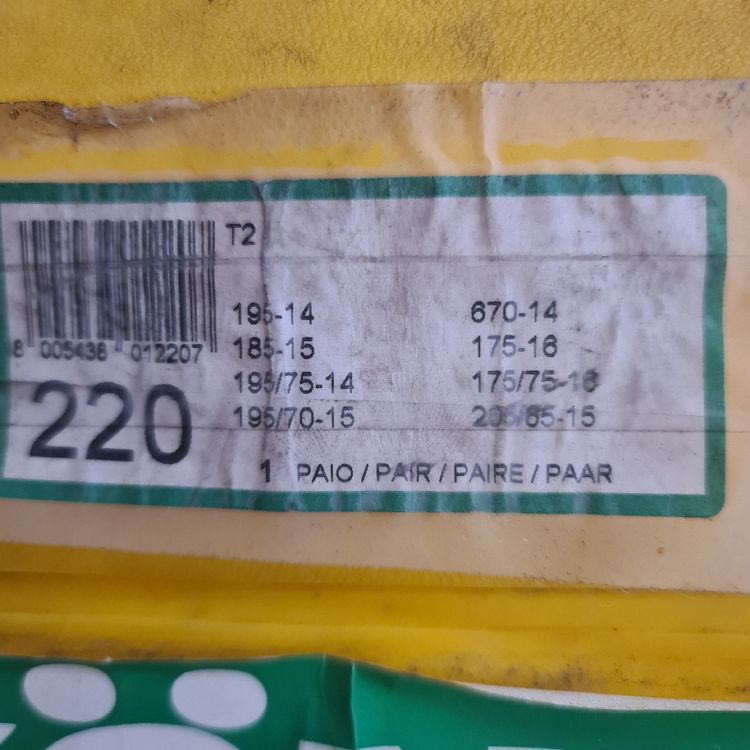 T2
195-14 670-14
185-15 175-16
195/75-14 175/75-16
195/70-15 205/65-15
8 005436 012207
220
1 PAIO / PAIR / PAIRE / PAAR